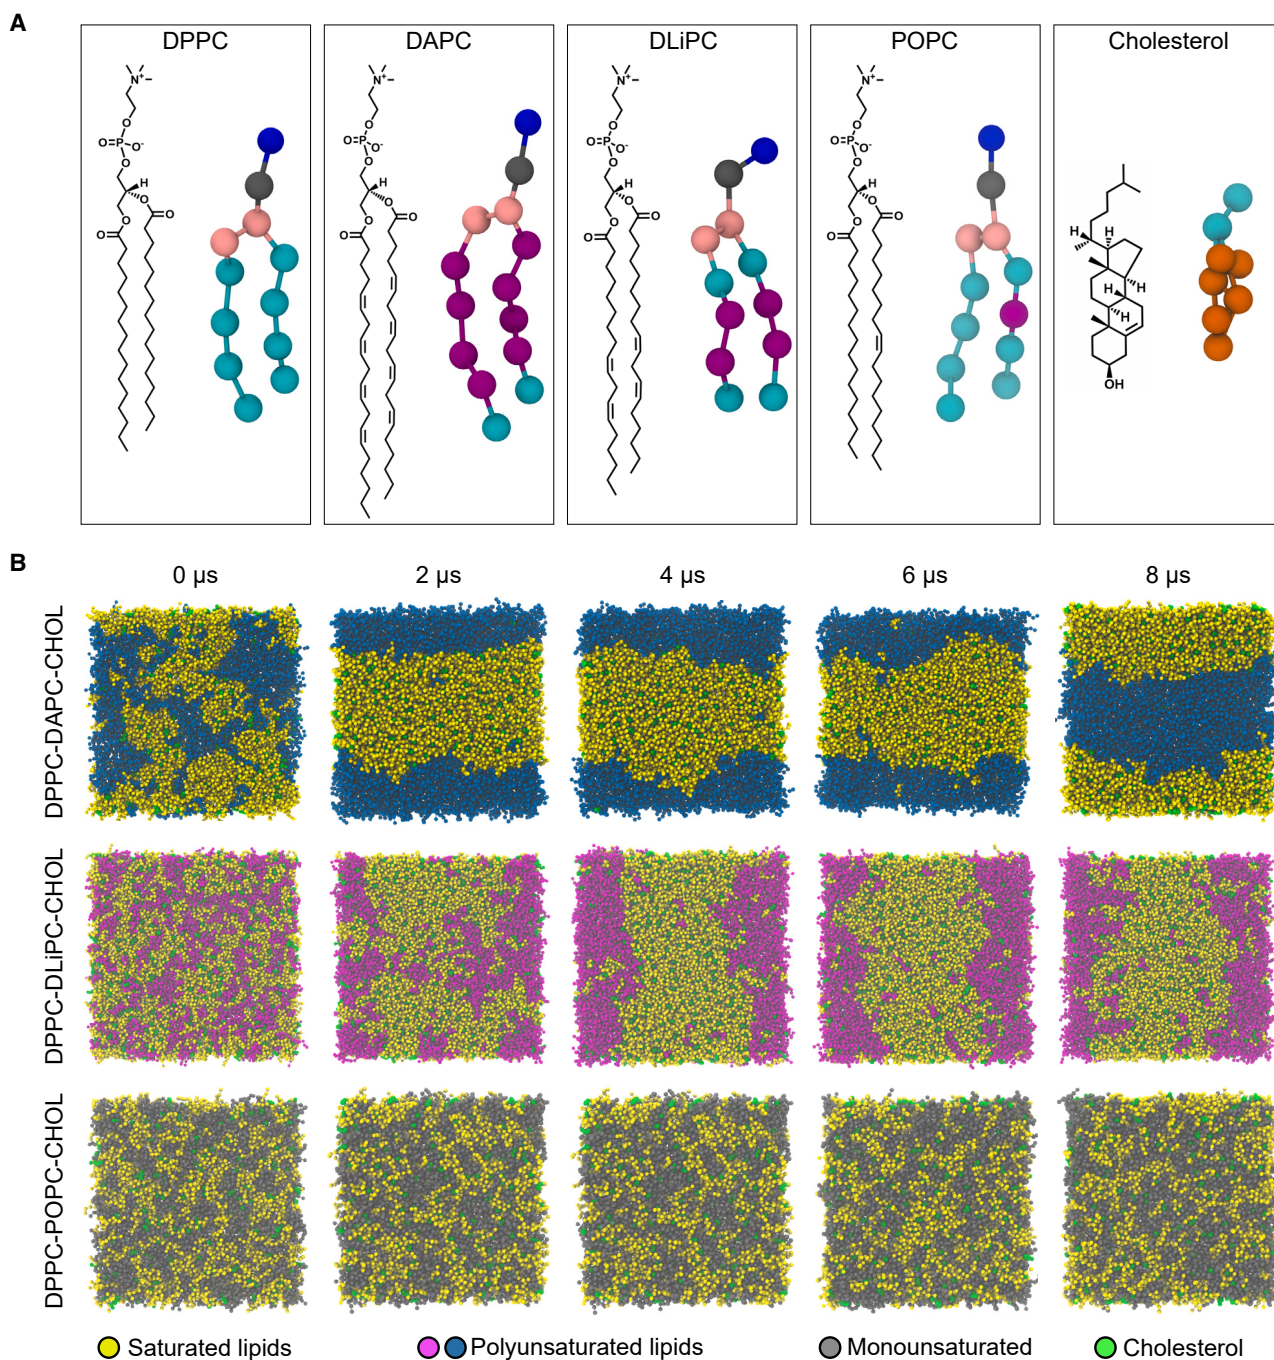 A
DPPC DAPC DLiPC POPC Cholesterol
N+ N+ N+ N+
O O O O
O=P-O- O=P-O- O=P-O- O=P-O-
O O O O
H H H H
O O O O O O O O
O O O O O O O O
H H
H
H
H
OH
B
0 µs 2 µs 4 µs 6 µs 8 µs
DPPC-DAPC-CHOL
DPPC-DLiPC-CHOL
DPPC-POPC-CHOL
Saturated lipids Polyunsaturated lipids Monounsaturated Cholesterol